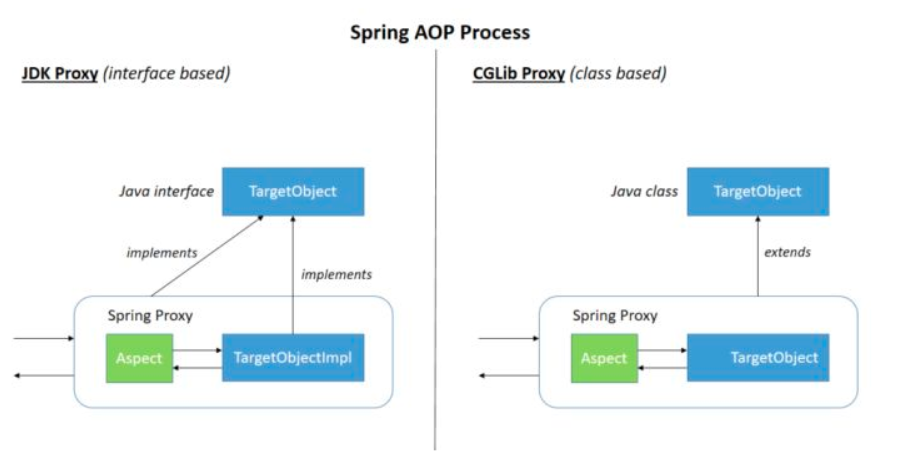 Spring AOP Process
JDK Proxy (interface based)
Java interface
TargetObject
implements
implements
Spring Proxy
Aspect
TargetObjectImpl
CGLib Proxy (class based)
Java class
TargetObject
extends
Spring Proxy
Aspect
TargetObject